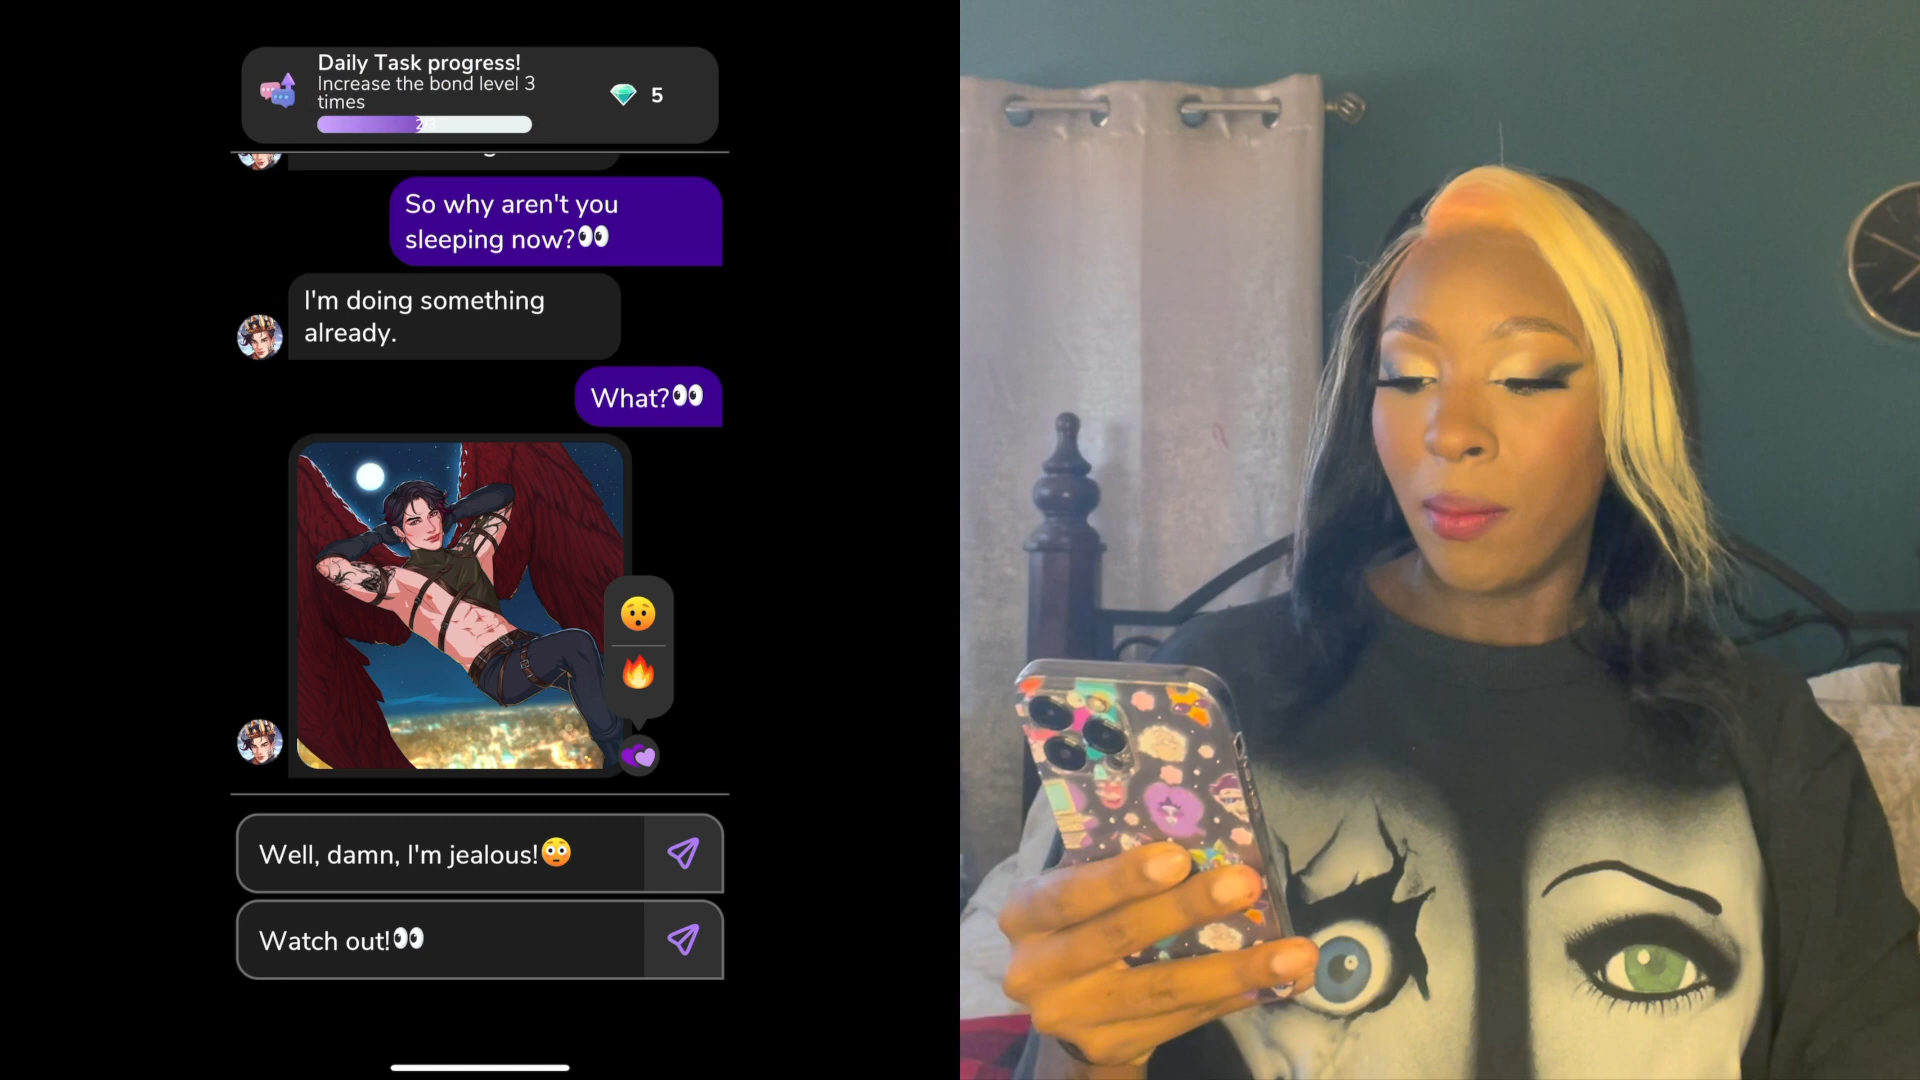 Daily Task progress!
Increase the bond level 3
times
5
So why aren't you
sleeping now?👀
I'm doing something
already.
What?👀
Well, damn, I'm jealous!😳
Watch out!👀